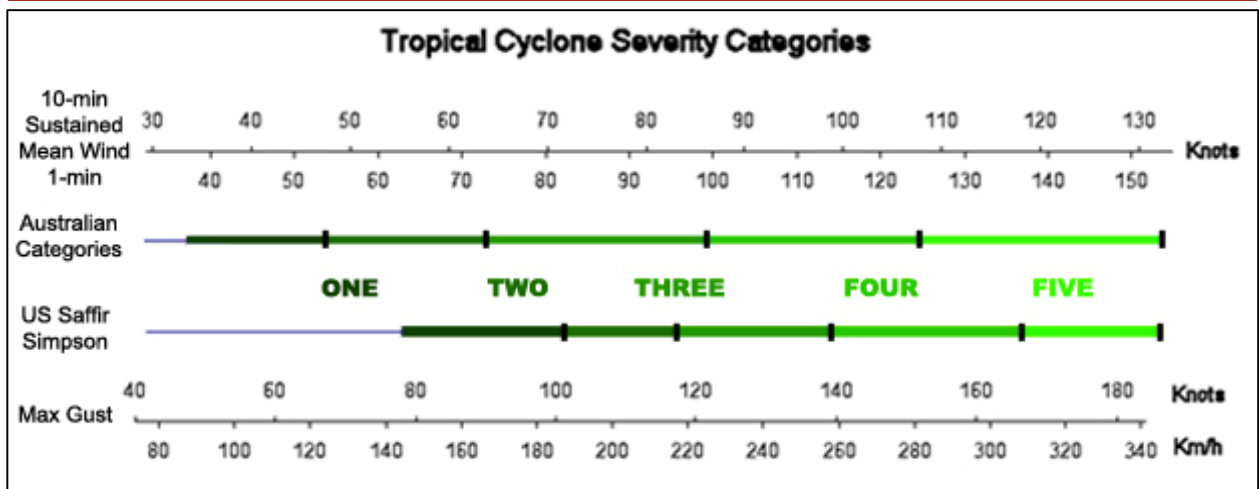 Tropical Cyclone Severity Categories
10-min
Sustained
Mean Wind
1-min
30 40 50 60 70 80 90 100 110 120 130
Knots
40 50 60 70 80 90 100 110 120 130 140 150
Australian
Categories
ONE TWO THREE FOUR FIVE
US Saffir
Simpson
40 60 80 100 120 140 160 180 Knots
Max Gust
80 100 120 140 160 180 200 220 240 260 280 300 320 340 Km/h